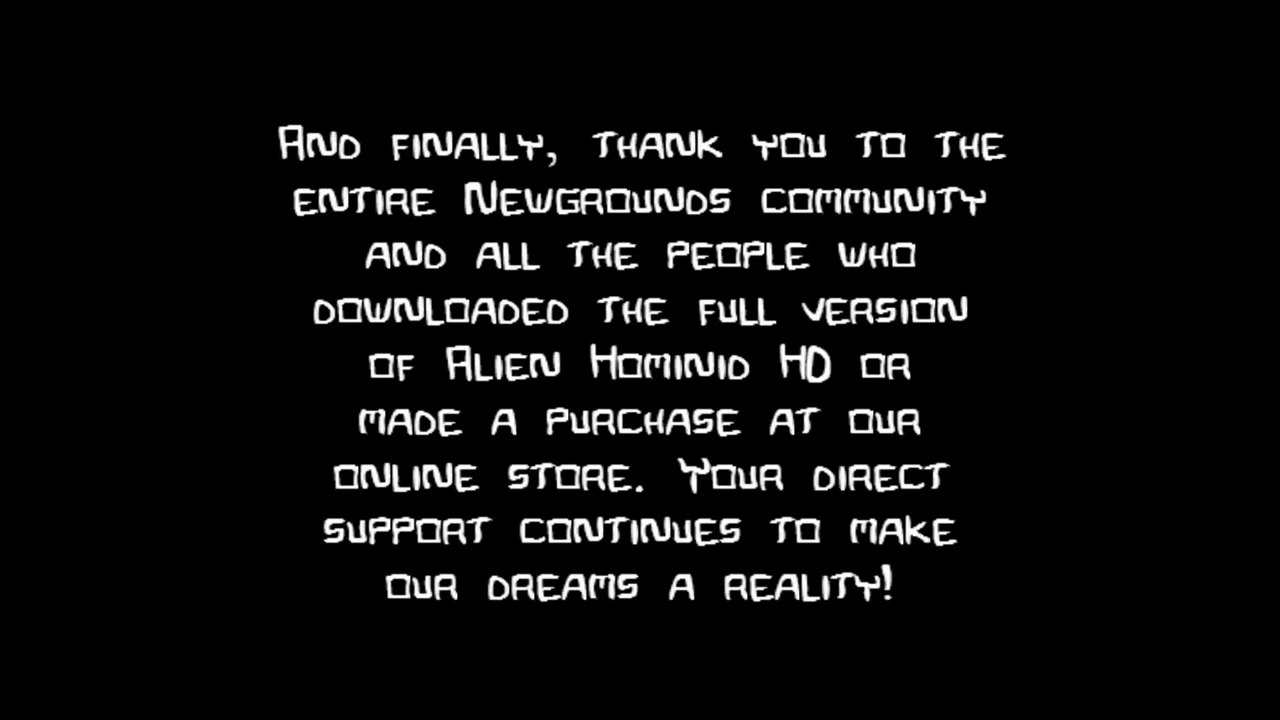 And finally, thank you to the
entire Newgrounds community
and all the people who
downloaded the full version
of Alien Hominid HD or
made a purchase at our
online store. Your direct
support continues to make
our dreams a reality!